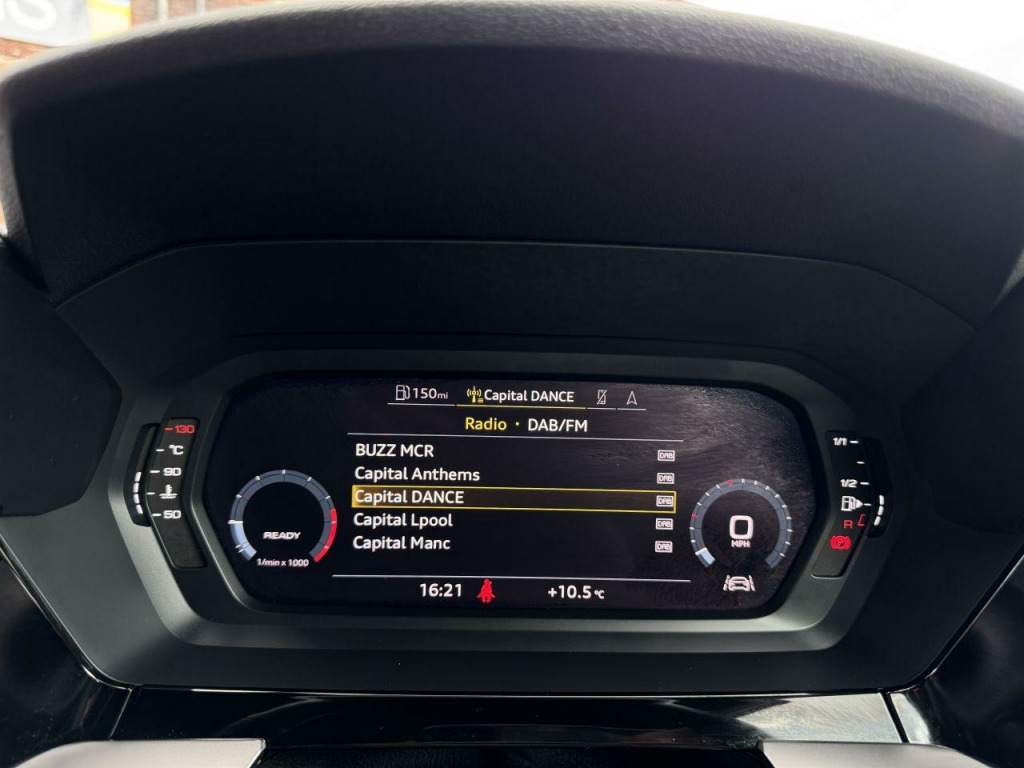 150mi Capital DANCE
Radio · DAB/FM
BUZZ MCR DAB
Capital Anthems DAB
Capital DANCE DAB
Capital Lpool DAB
Capital Manc DAB
16:21 +10.5°C
130
°C
90
50
READY
1/min x 1000
0
MPH
1/1
1/2
R
(P)